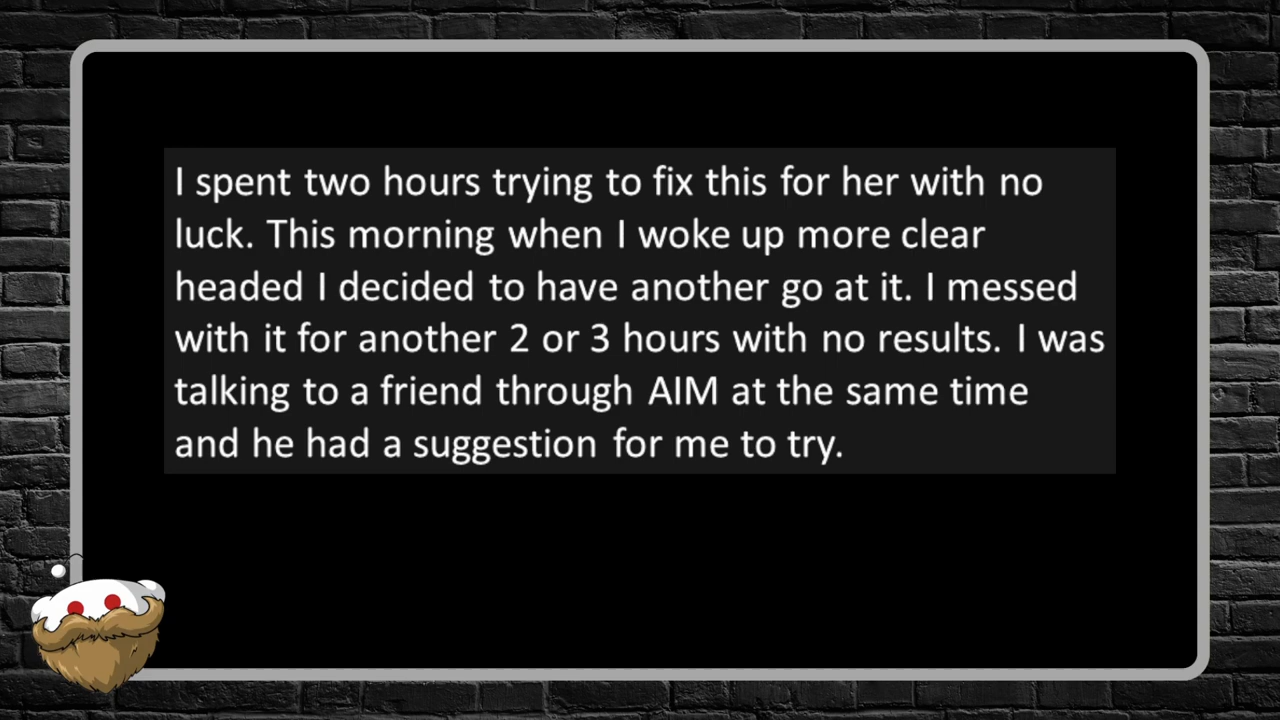 I spent two hours trying to fix this for her with no
luck. This morning when I woke up more clear
headed I decided to have another go at it. I messed
with it for another 2 or 3 hours with no results. I was
talking to a friend through AIM at the same time
and he had a suggestion for me to try.